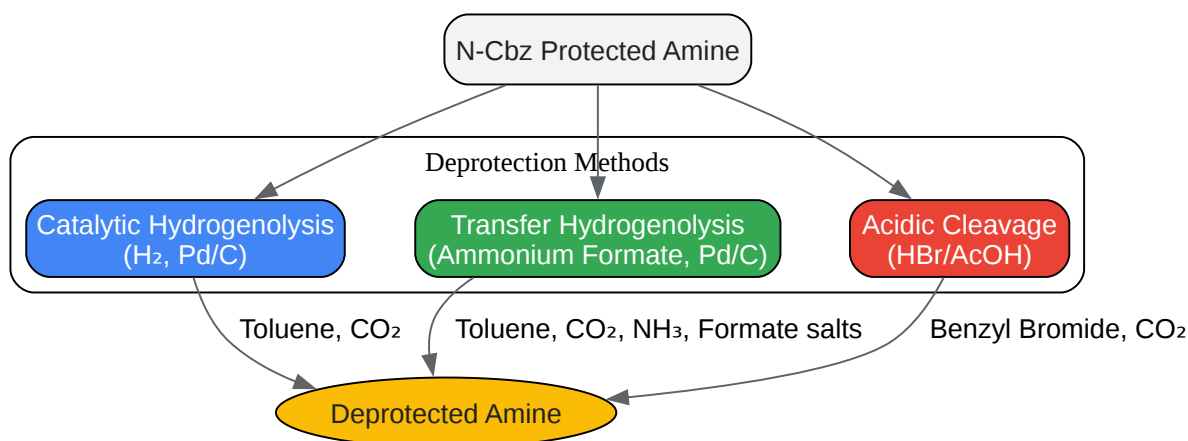 N-Cbz Protected Amine
Deprotection Methods
Catalytic Hydrogenolysis
(H₂, Pd/C)
Transfer Hydrogenolysis
(Ammonium Formate, Pd/C)
Acidic Cleavage
(HBr/AcOH)
Toluene, CO₂
Toluene, CO₂, NH₃, Formate salts
Benzyl Bromide, CO₂
Deprotected Amine